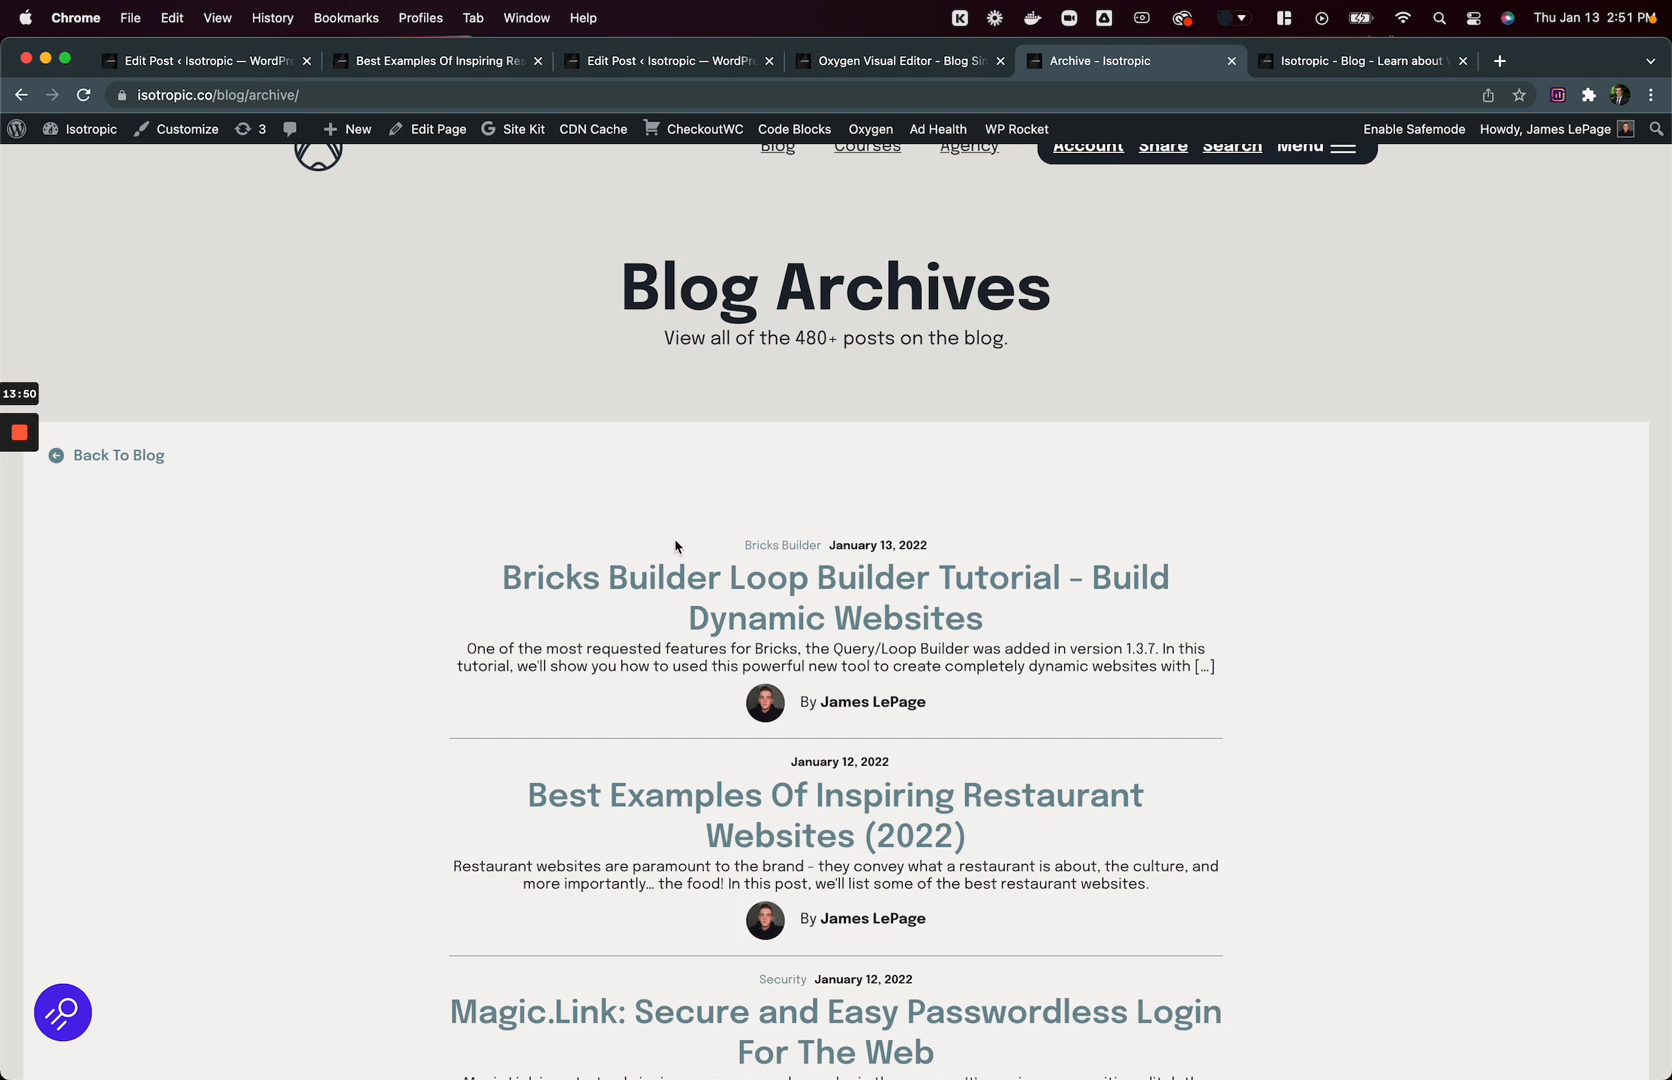 Chrome File Edit View History Bookmarks Profiles Tab Window Help Thu Jan 13 2:51 PM
Edit Post ‹ Isotropic — WordPre
Best Examples Of Inspiring Res
Edit Post ‹ Isotropic — WordPre
Oxygen Visual Editor - Blog Sin
Archive - Isotropic
Isotropic - Blog - Learn about
isotropic.co/blog/archive/
Isotropic Customize 3 New Edit Page Site Kit CDN Cache CheckoutWC Code Blocks Oxygen Ad Health WP Rocket Enable Safemode Howdy, James LePage
Blog Courses Agency Account Share Search Menu
Blog Archives
View all of the 480+ posts on the blog.
13:50
Back To Blog
Bricks Builder January 13, 2022
Bricks Builder Loop Builder Tutorial – Build
Dynamic Websites
One of the most requested features for Bricks, the Query/Loop Builder was added in version 1.3.7. In this
tutorial, we'll show you how to used this powerful new tool to create completely dynamic websites with [...]
By James LePage
January 12, 2022
Best Examples Of Inspiring Restaurant
Websites (2022)
Restaurant websites are paramount to the brand - they convey what a restaurant is about, the culture, and
more importantly... the food! In this post, we'll list some of the best restaurant websites.
By James LePage
Security January 12, 2022
Magic.Link: Secure and Easy Passwordless Login
For The Web